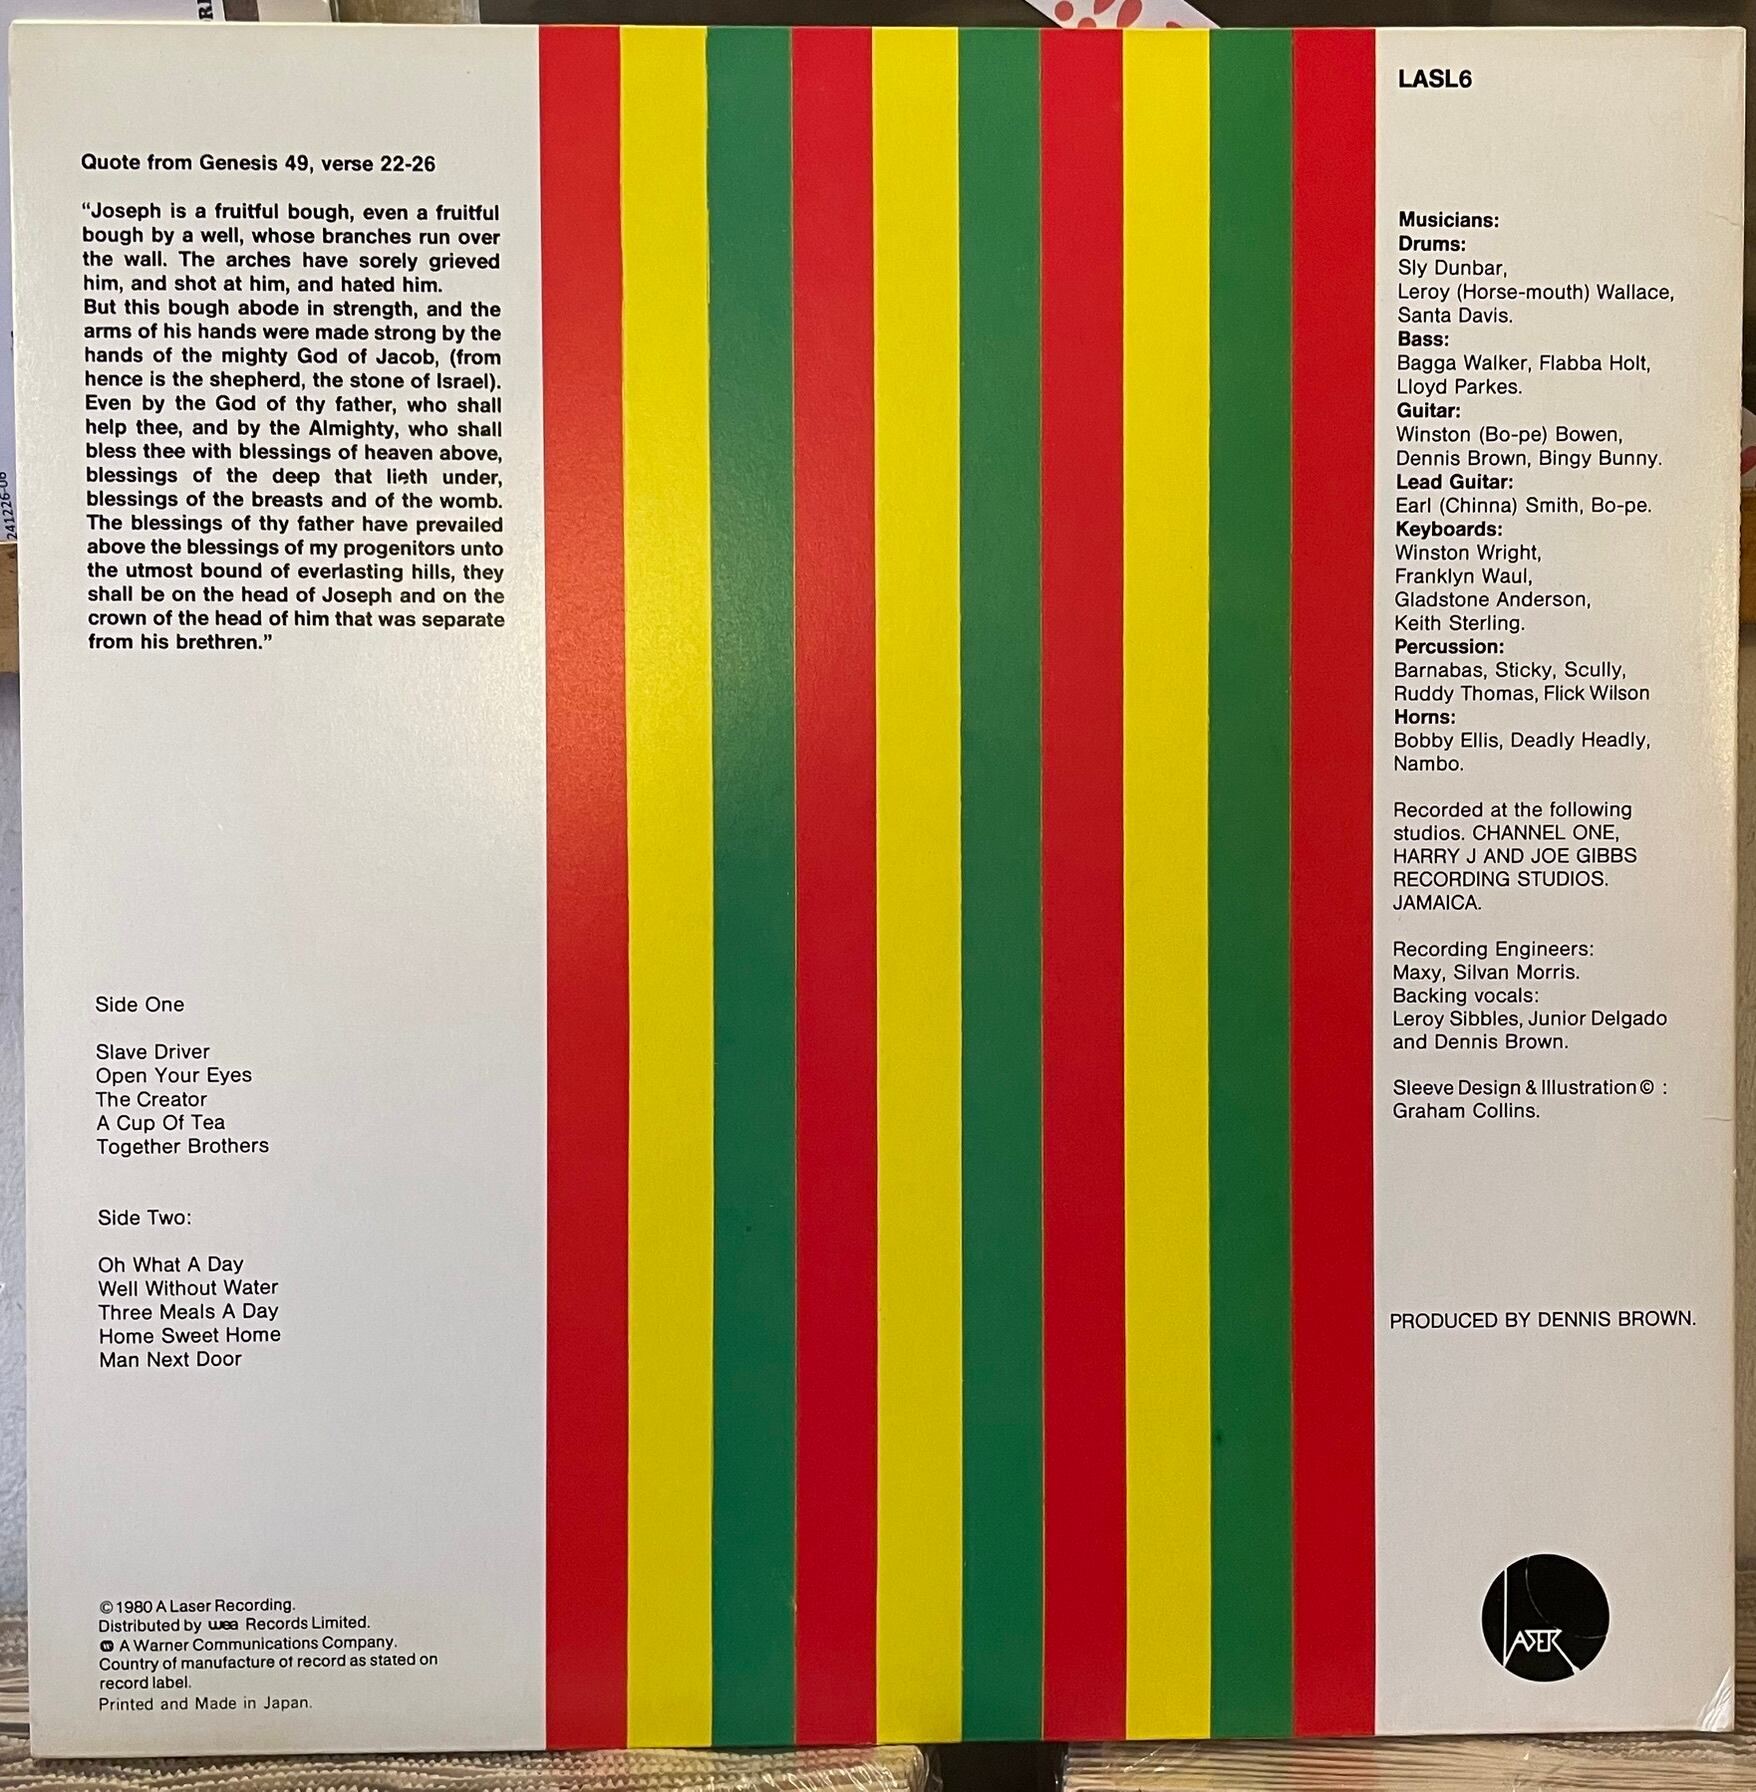 Quote from Genesis 49, verse 22-26
“Joseph is a fruitful bough, even a fruitful
bough by a well, whose branches run over
the wall. The arches have sorely grieved
him, and shot at him, and hated him.
But this bough abode in strength, and the
arms of his hands were made strong by the
hands of the mighty God of Jacob, (from
hence is the shepherd, the stone of Israel).
Even by the God of thy father, who shall
help thee, and by the Almighty, who shall
bless thee with blessings of heaven above,
blessings of the deep that lieth under,
blessings of the breasts and of the womb.
The blessings of thy father have prevailed
above the blessings of my progenitors unto
the utmost bound of everlasting hills, they
shall be on the head of Joseph and on the
crown of the head of him that was separate
from his brethren.”
Side One
Slave Driver
Open Your Eyes
The Creator
A Cup Of Tea
Together Brothers
Side Two:
Oh What A Day
Well Without Water
Three Meals A Day
Home Sweet Home
Man Next Door
©1980 A Laser Recording.
Distributed by wea Records Limited.
A Warner Communications Company.
Country of manufacture of record as stated on
record label.
Printed and Made in Japan.
LASL6
Musicians:
Drums:
Sly Dunbar,
Leroy (Horse-mouth) Wallace,
Santa Davis.
Bass:
Bagga Walker, Flabba Holt,
Lloyd Parkes.
Guitar:
Winston (Bo-pe) Bowen,
Dennis Brown, Bingy Bunny.
Lead Guitar:
Earl (Chinna) Smith, Bo-pe.
Keyboards:
Winston Wright,
Franklyn Waul,
Gladstone Anderson,
Keith Sterling.
Percussion:
Barnabas, Sticky, Scully,
Ruddy Thomas, Flick Wilson
Horns:
Bobby Ellis, Deadly Headly,
Nambo.
Recorded at the following
studios. CHANNEL ONE,
HARRY J AND JOE GIBBS
RECORDING STUDIOS.
JAMAICA.
Recording Engineers:
Maxy, Silvan Morris.
Backing vocals:
Leroy Sibbles, Junior Delgado
and Dennis Brown.
Sleeve Design & Illustration © :
Graham Collins.
PRODUCED BY DENNIS BROWN.
LASER
241226-06